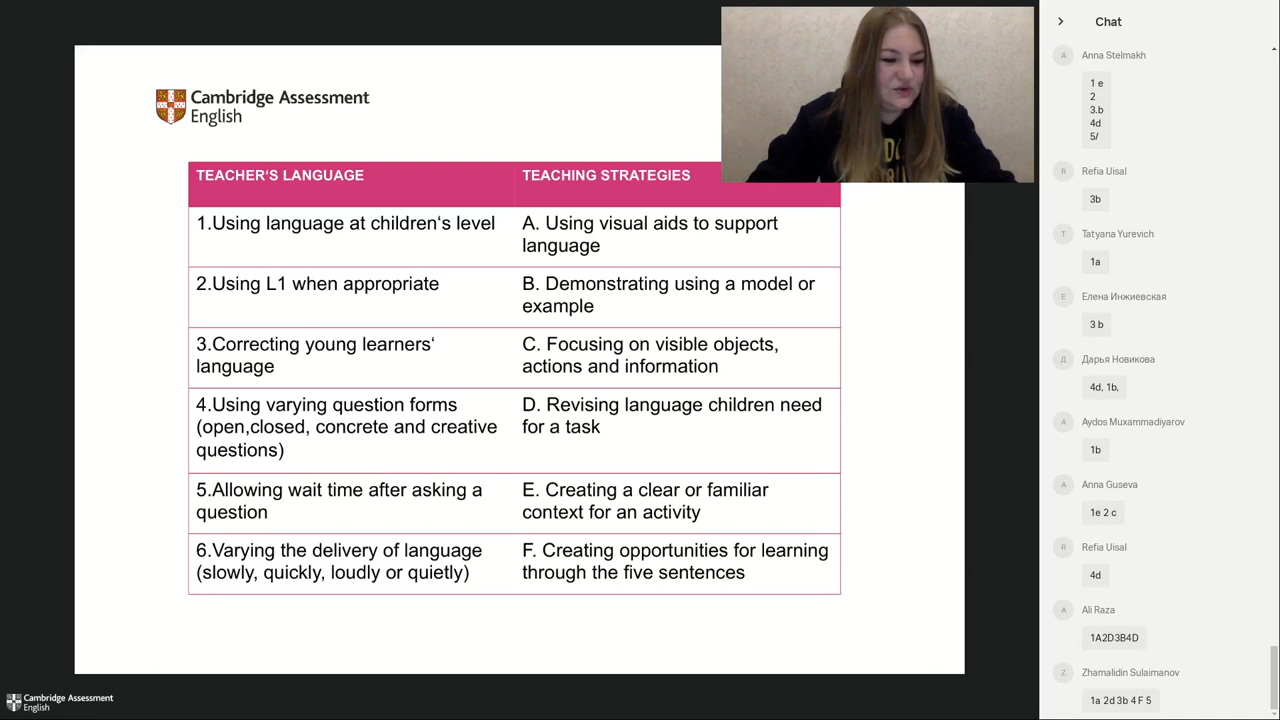 Cambridge Assessment
English
TEACHER‘S LANGUAGE
TEACHING STRATEGIES
1.Using language at children‘s level
A. Using visual aids to support
language
2.Using L1 when appropriate
B. Demonstrating using a model or
example
3.Correcting young learners‘
language
C. Focusing on visible objects,
actions and information
4.Using varying question forms
(open,closed, concrete and creative
questions)
D. Revising language children need
for a task
5.Allowing wait time after asking a
question
E. Creating a clear or familiar
context for an activity
6.Varying the delivery of language
(slowly, quickly, loudly or quietly)
F. Creating opportunities for learning
through the five sentences
Cambridge Assessment
English
Chat
A
Anna Stelmakh
1 e
2
3.b
4d
5/
R
Refia Uisal
3b
T
Tatyana Yurevich
1a
Е
Елена Инжиевская
3 b
Д
Дарья Новикова
4d, 1b,
A
Aydos Muxammadiyarov
1b
A
Anna Guseva
1e 2 c
R
Refia Uisal
4d
A
Ali Raza
1A2D3B4D
Z
Zhamalidin Sulaimanov
1a 2d 3b 4 F 5